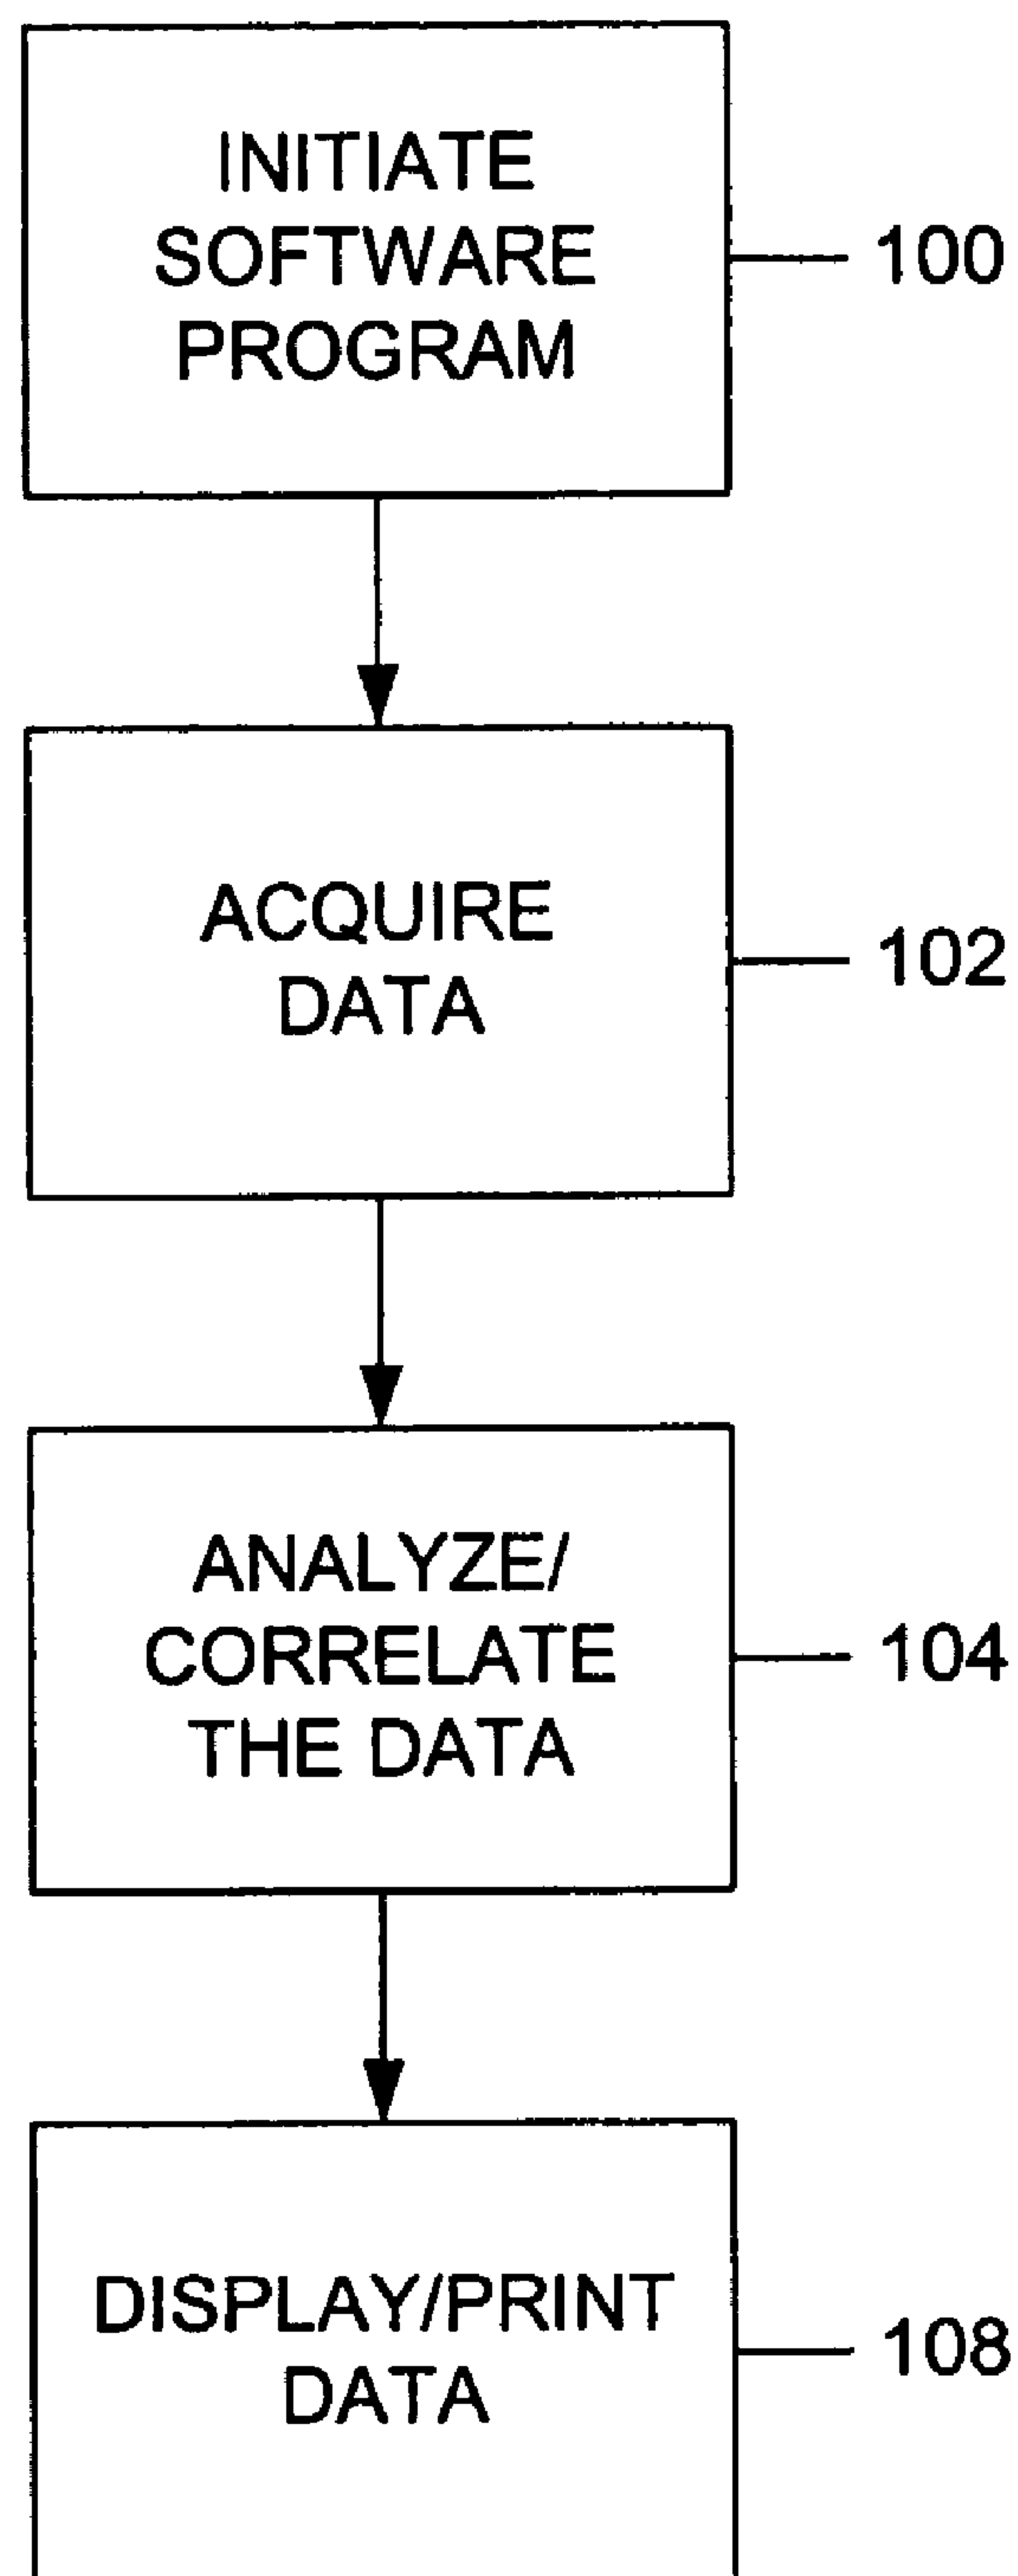 INITIATE
SOFTWARE
PROGRAM
100
ACQUIRE
DATA
102
ANALYZE/
CORRELATE
THE DATA
104
DISPLAY/PRINT
DATA
108